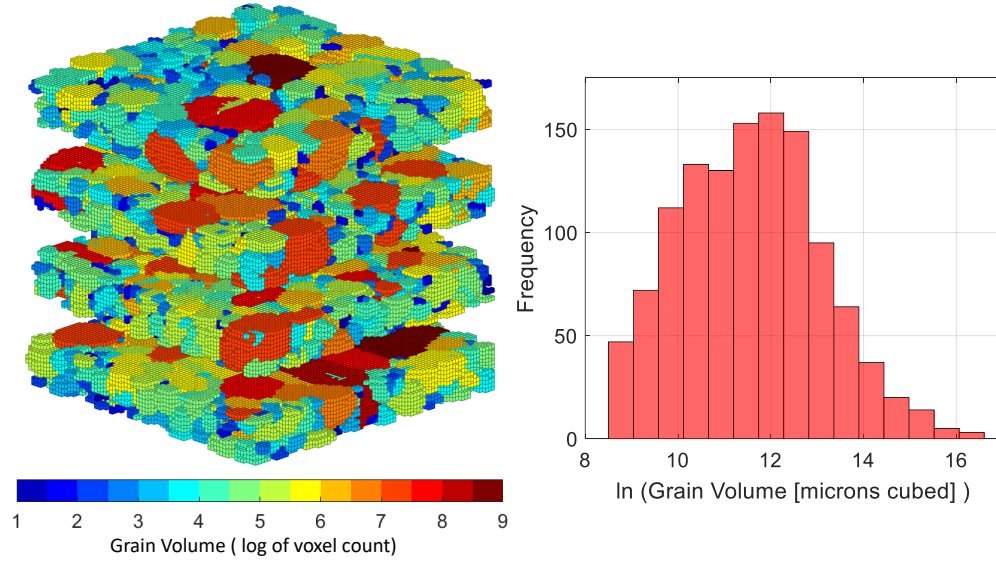 1 2 3 4 5 6 7 8 9
Grain Volume ( log of voxel count)
Frequency
150
100
50
0
8 10 12 14 16
ln (Grain Volume [microns cubed] )